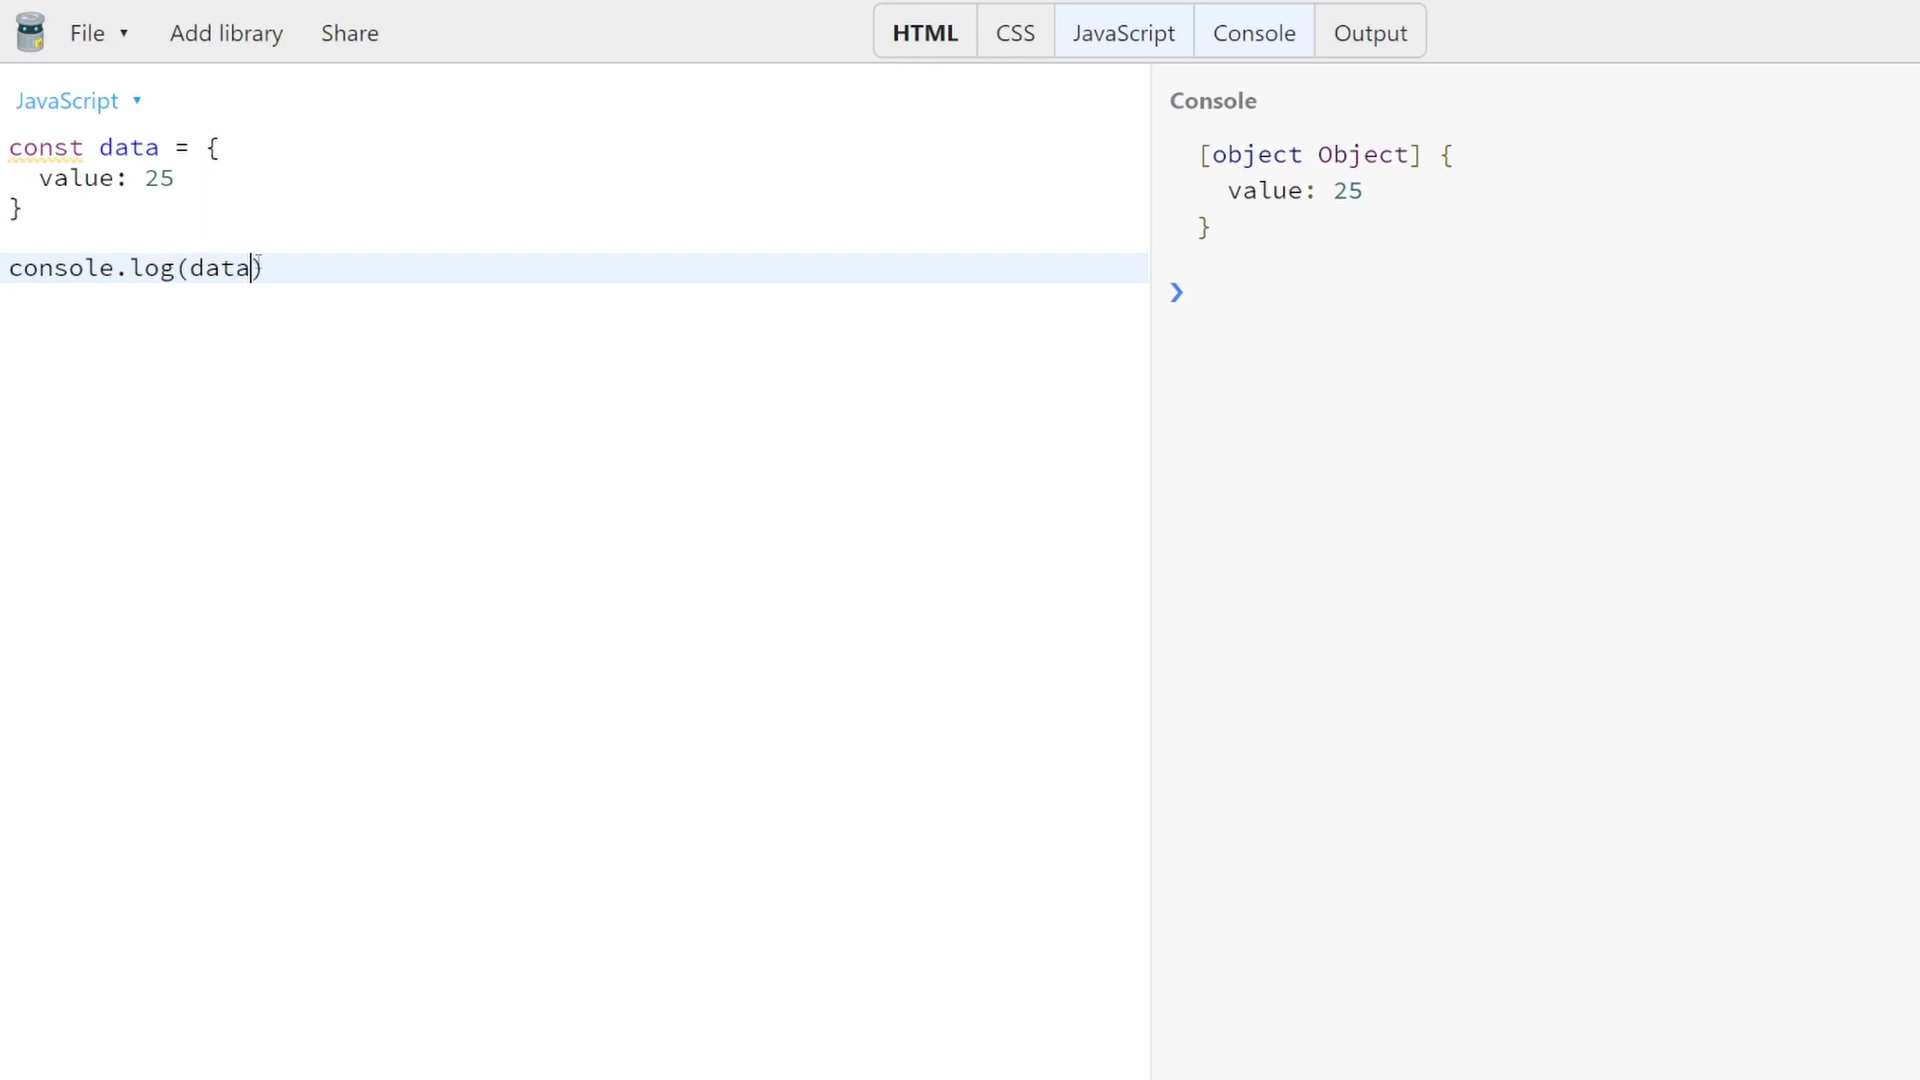 File ▼ Add library Share HTML CSS JavaScript Console Output
JavaScript ▼
const data = {
  value: 25
}
console.log(data)
Console
[object Object] {
  value: 25
}
❯